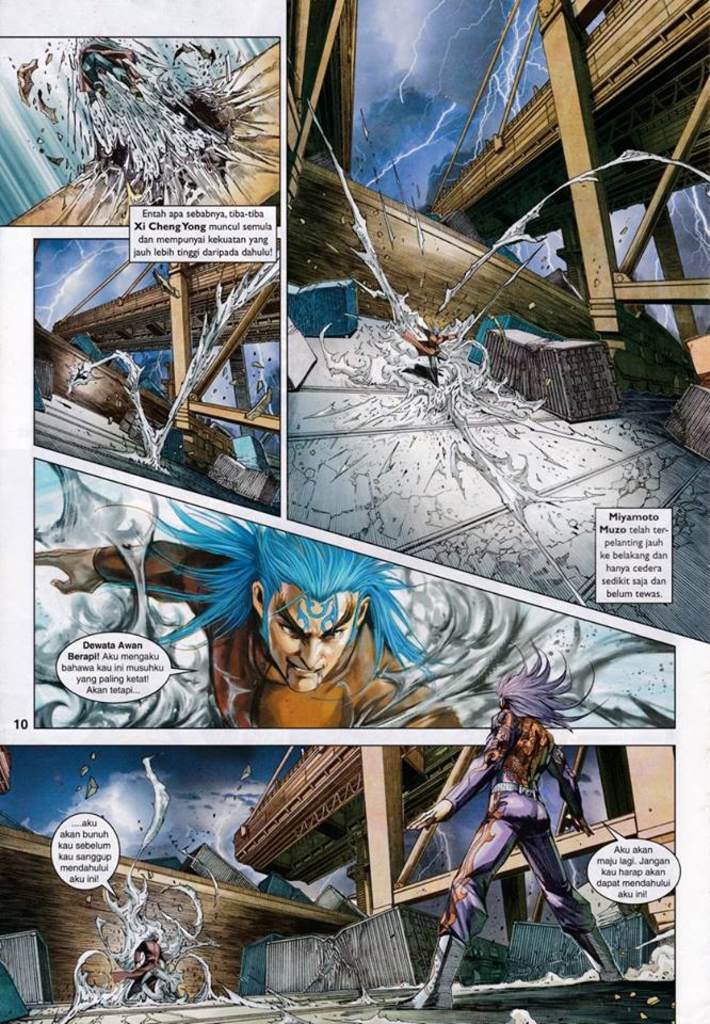 Entah apa sebabnya, tiba-tiba
Xi Cheng Yong muncul semula
dan mempunyai kekuatan yang
jauh lebih tinggi daripada dahulu!
Miyamoto
Muzo telah ter-
pelanting jauh
ke belakang dan
hanya cedera
sedikit saja dan
belum tewas.
Dewata Awan
Berapi! Aku mengaku
bahawa kau ini musuhku
yang paling ketat!
Akan tetapi...
10
....aku
akan bunuh
kau sebelum
kau sanggup
mendahului
aku ini!
Aku akan
maju lagi. Jangan
kau harap akan
dapat mendahului
aku ini!